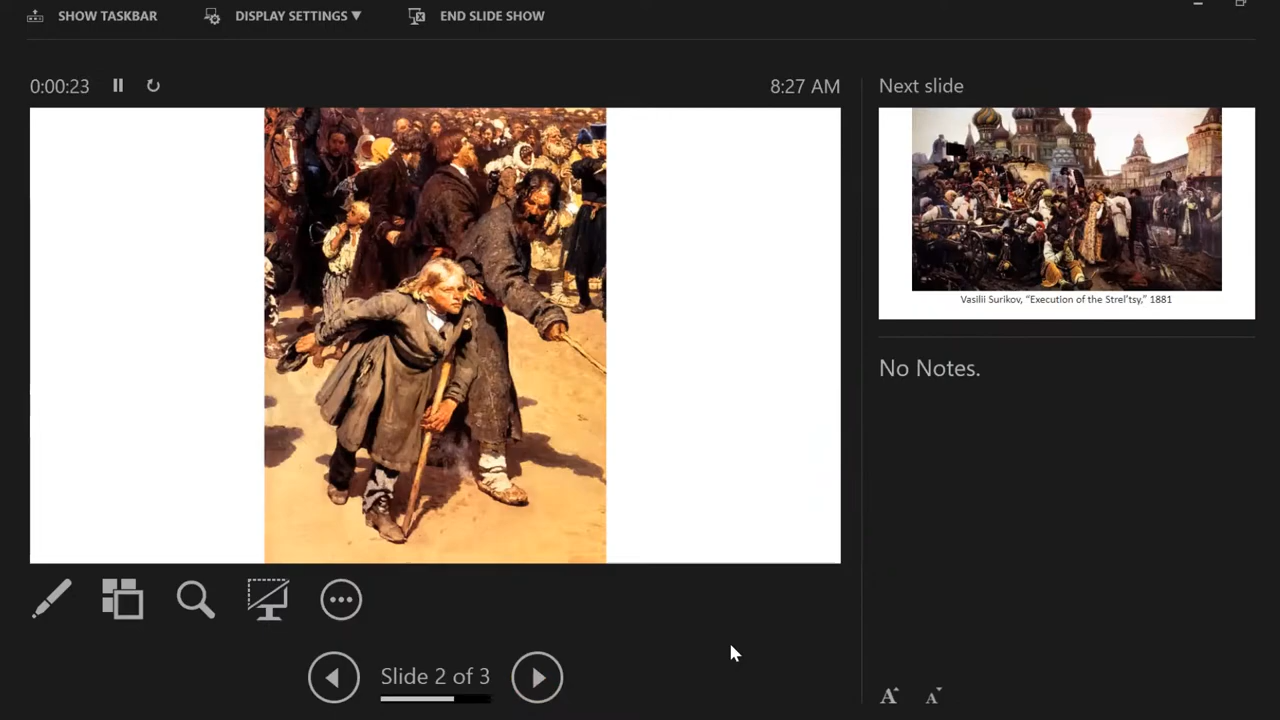 SHOW TASKBAR DISPLAY SETTINGS ▼ END SLIDE SHOW
0:00:23 8:27 AM
Next slide
Vasilii Surikov, “Execution of the Strel’tsy,” 1881
No Notes.
Slide 2 of 3
A A